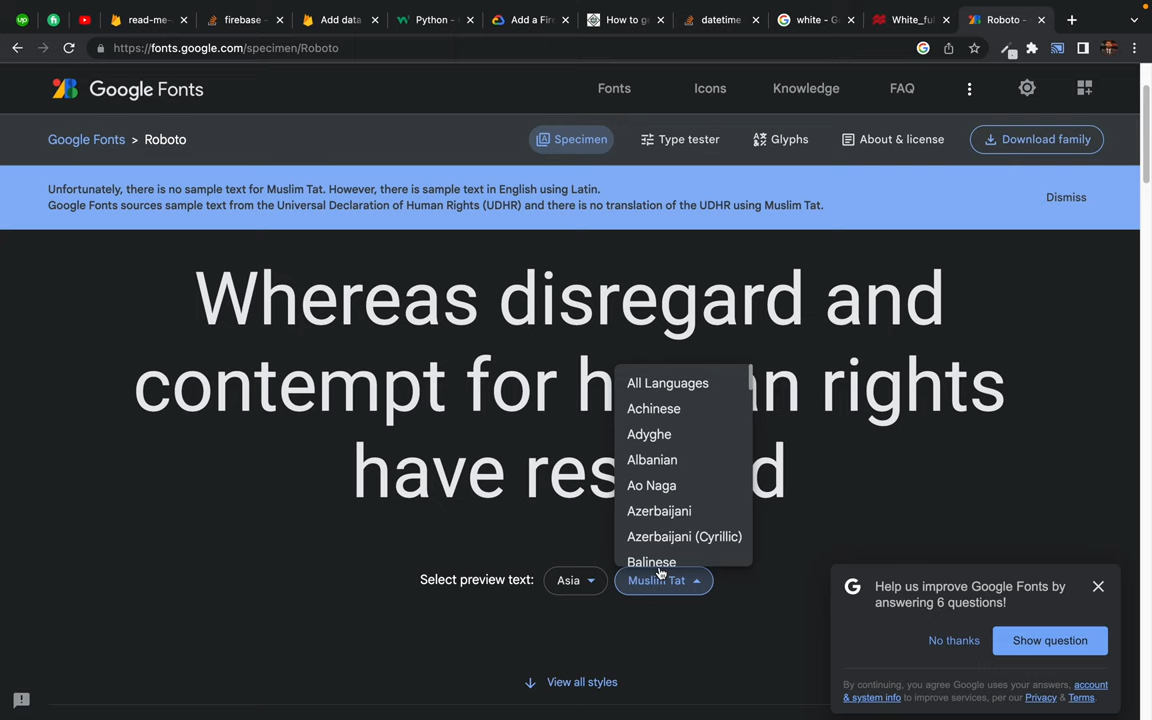 read-me-
firebase -
Add data
Python -
Add a Fir
How to g
datetime
white - G
White_ful
Roboto -
https://fonts.google.com/specimen/Roboto
Google Fonts
Fonts
Icons
Knowledge
FAQ
Google Fonts > Roboto
Specimen
Type tester
Glyphs
About & license
Download family
Unfortunately, there is no sample text for Muslim Tat. However, there is sample text in English using Latin.
Google Fonts sources sample text from the Universal Declaration of Human Rights (UDHR) and there is no translation of the UDHR using Muslim Tat.
Dismiss
Whereas disregard and
contempt for h n rights
have res d
All Languages
Achinese
Adyghe
Albanian
Ao Naga
Azerbaijani
Azerbaijani (Cyrillic)
Balinese
Select preview text:
Asia
Muslim Tat
View all styles
Help us improve Google Fonts by
answering 6 questions!
No thanks
Show question
By continuing, you agree Google uses your answers, account
& system info to improve services, per our Privacy & Terms.